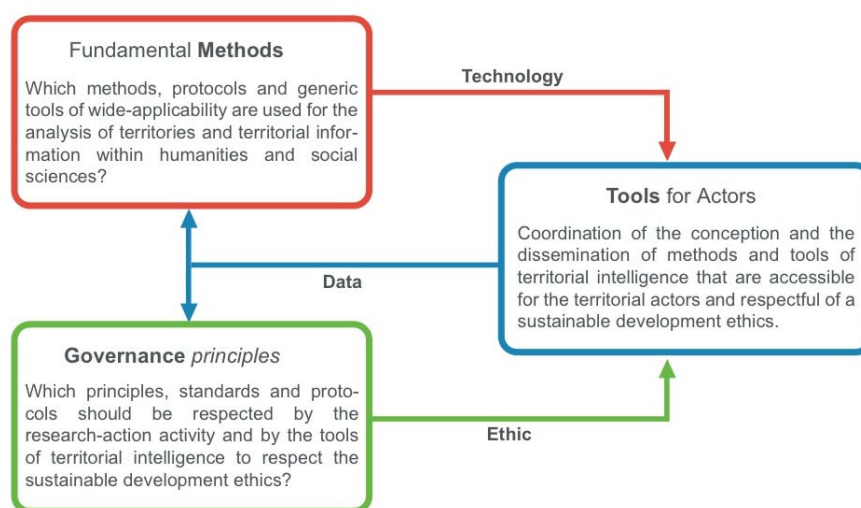 Fundamental Methods
Which methods, protocols and generic
tools of wide-applicability are used for the
analysis of territories and territorial infor-
mation within humanities and social
sciences?
Technology
Tools for Actors
Coordination of the conception and the
dissemination of methods and tools of
territorial intelligence that are accessible
for the territorial actors and respectful of a
sustainable development ethics.
Data
Governance principles
Which principles, standards and proto-
cols should be respected by the
research-action activity and by the tools
of territorial intelligence to respect the
sustainable development ethics?
Ethic